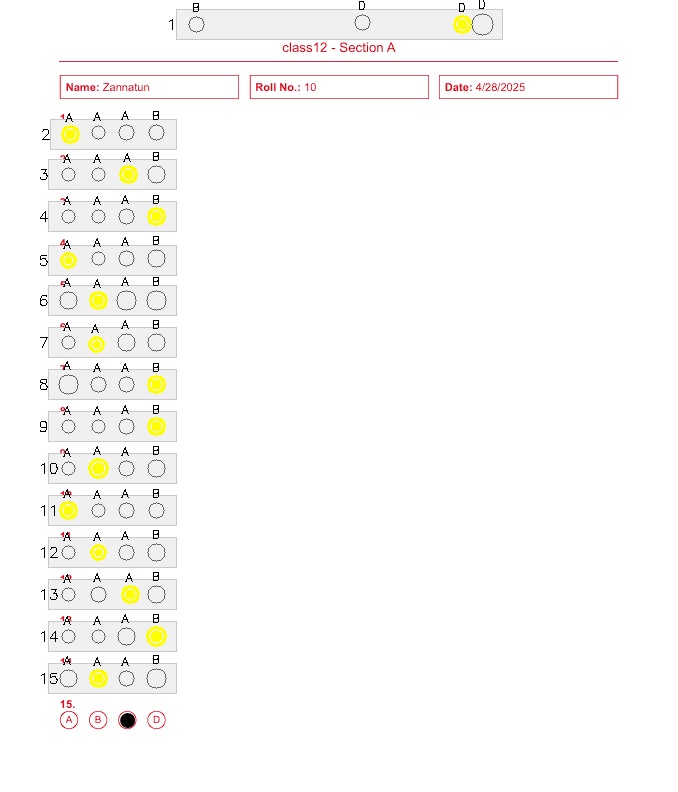 B D D D
1
class12 - Section A
Name: Zannatun Roll No.: 10 Date: 4/28/2025
A A A B
2
A A A B
3
A A A B
4
4.
A A A B
5
A A A B
6
A A A B
7
A A A B
8
A A A B
9
A A A B
10
A A A B
11
A A A B
12
A A A B
13
A A A B
14
A A A B
15
15.
A B D